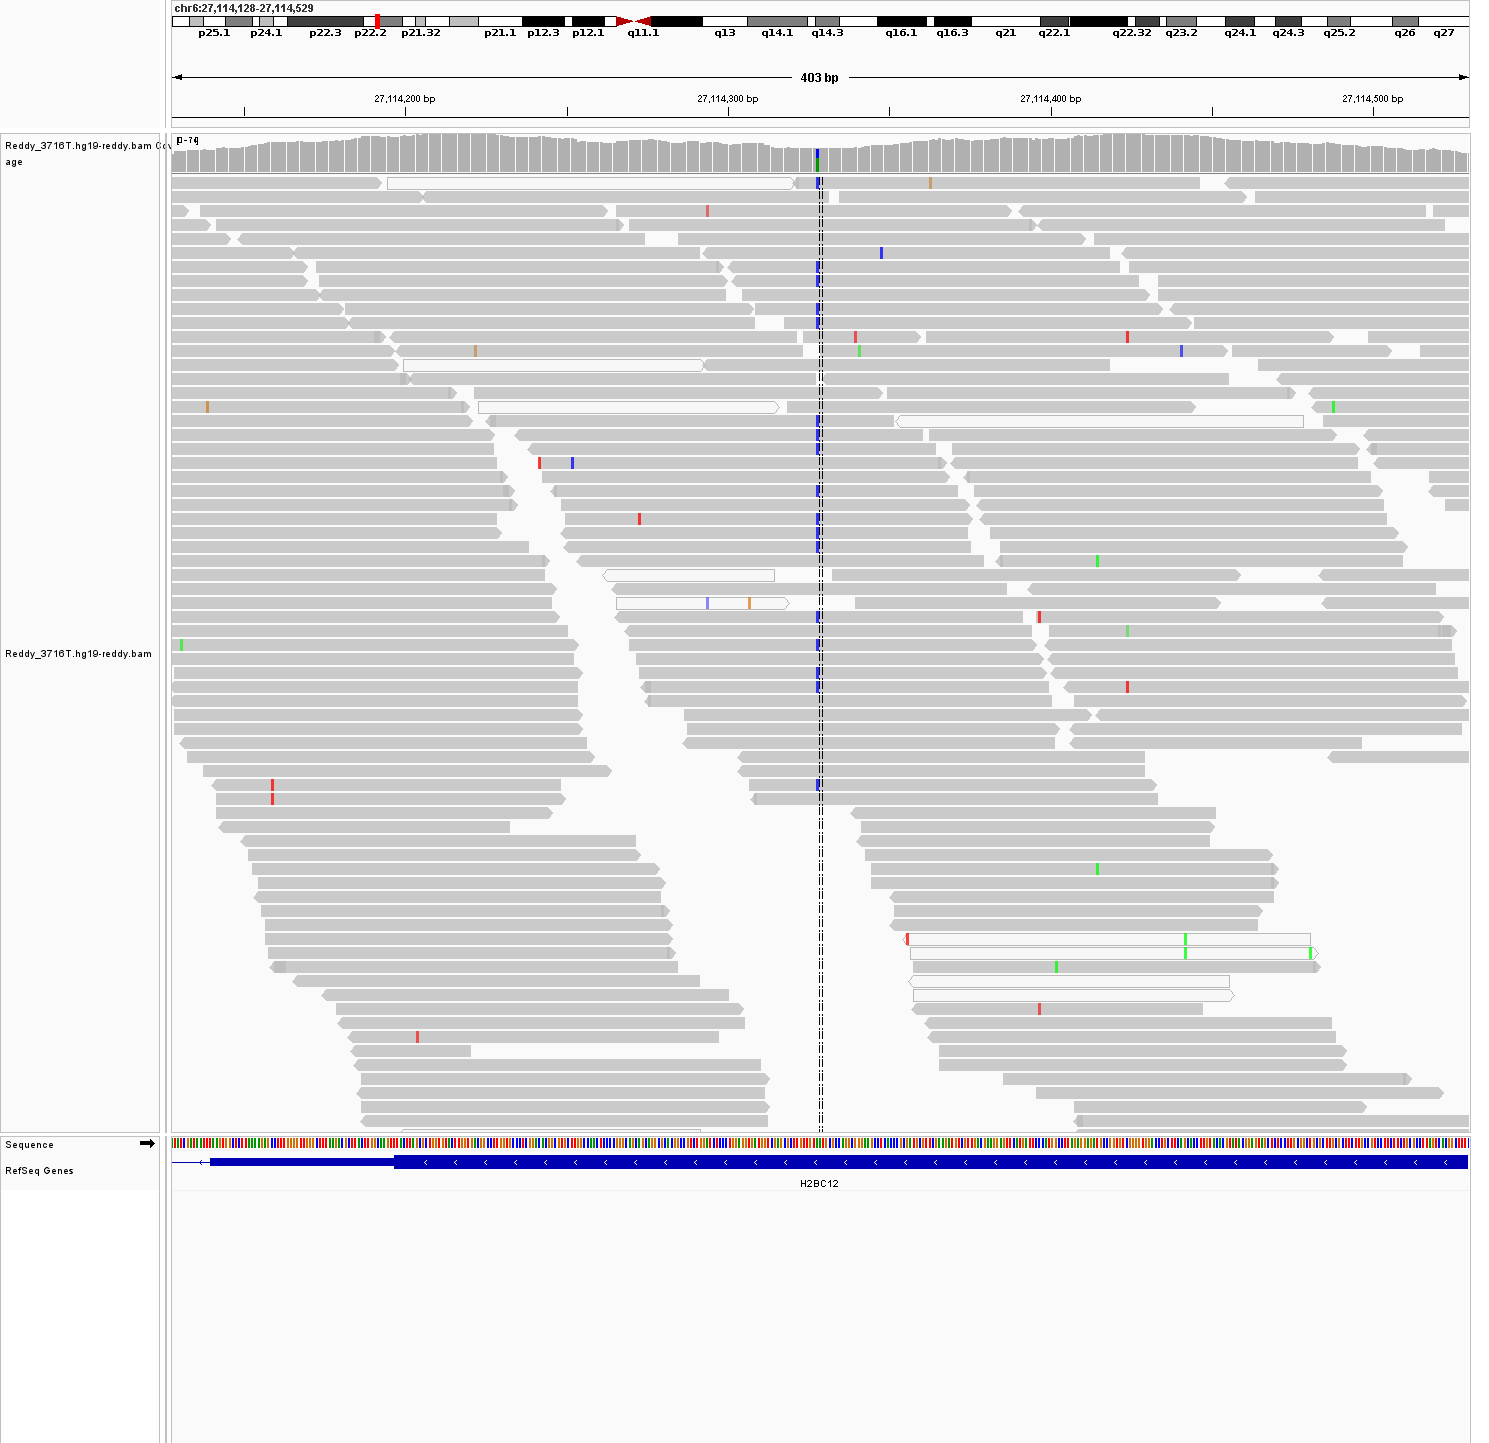 chr6:27,114,128-27,114,529
p25.1 p24.1 p22.3 p22.2 p21.32 p21.1 p12.3 p12.1 q11.1 q13 q14.1 q14.3 q16.1 q16.3 q21 q22.1 q22.32 q23.2 q24.1 q24.3 q25.2 q26 q27
403 bp
27,114,200 bp 27,114,300 bp 27,114,400 bp 27,114,500 bp
[0-74]
Reddy_3716T.hg19-reddy.bam Cov
age
Reddy_3716T.hg19-reddy.bam
Sequence
RefSeq Genes
H2BC12